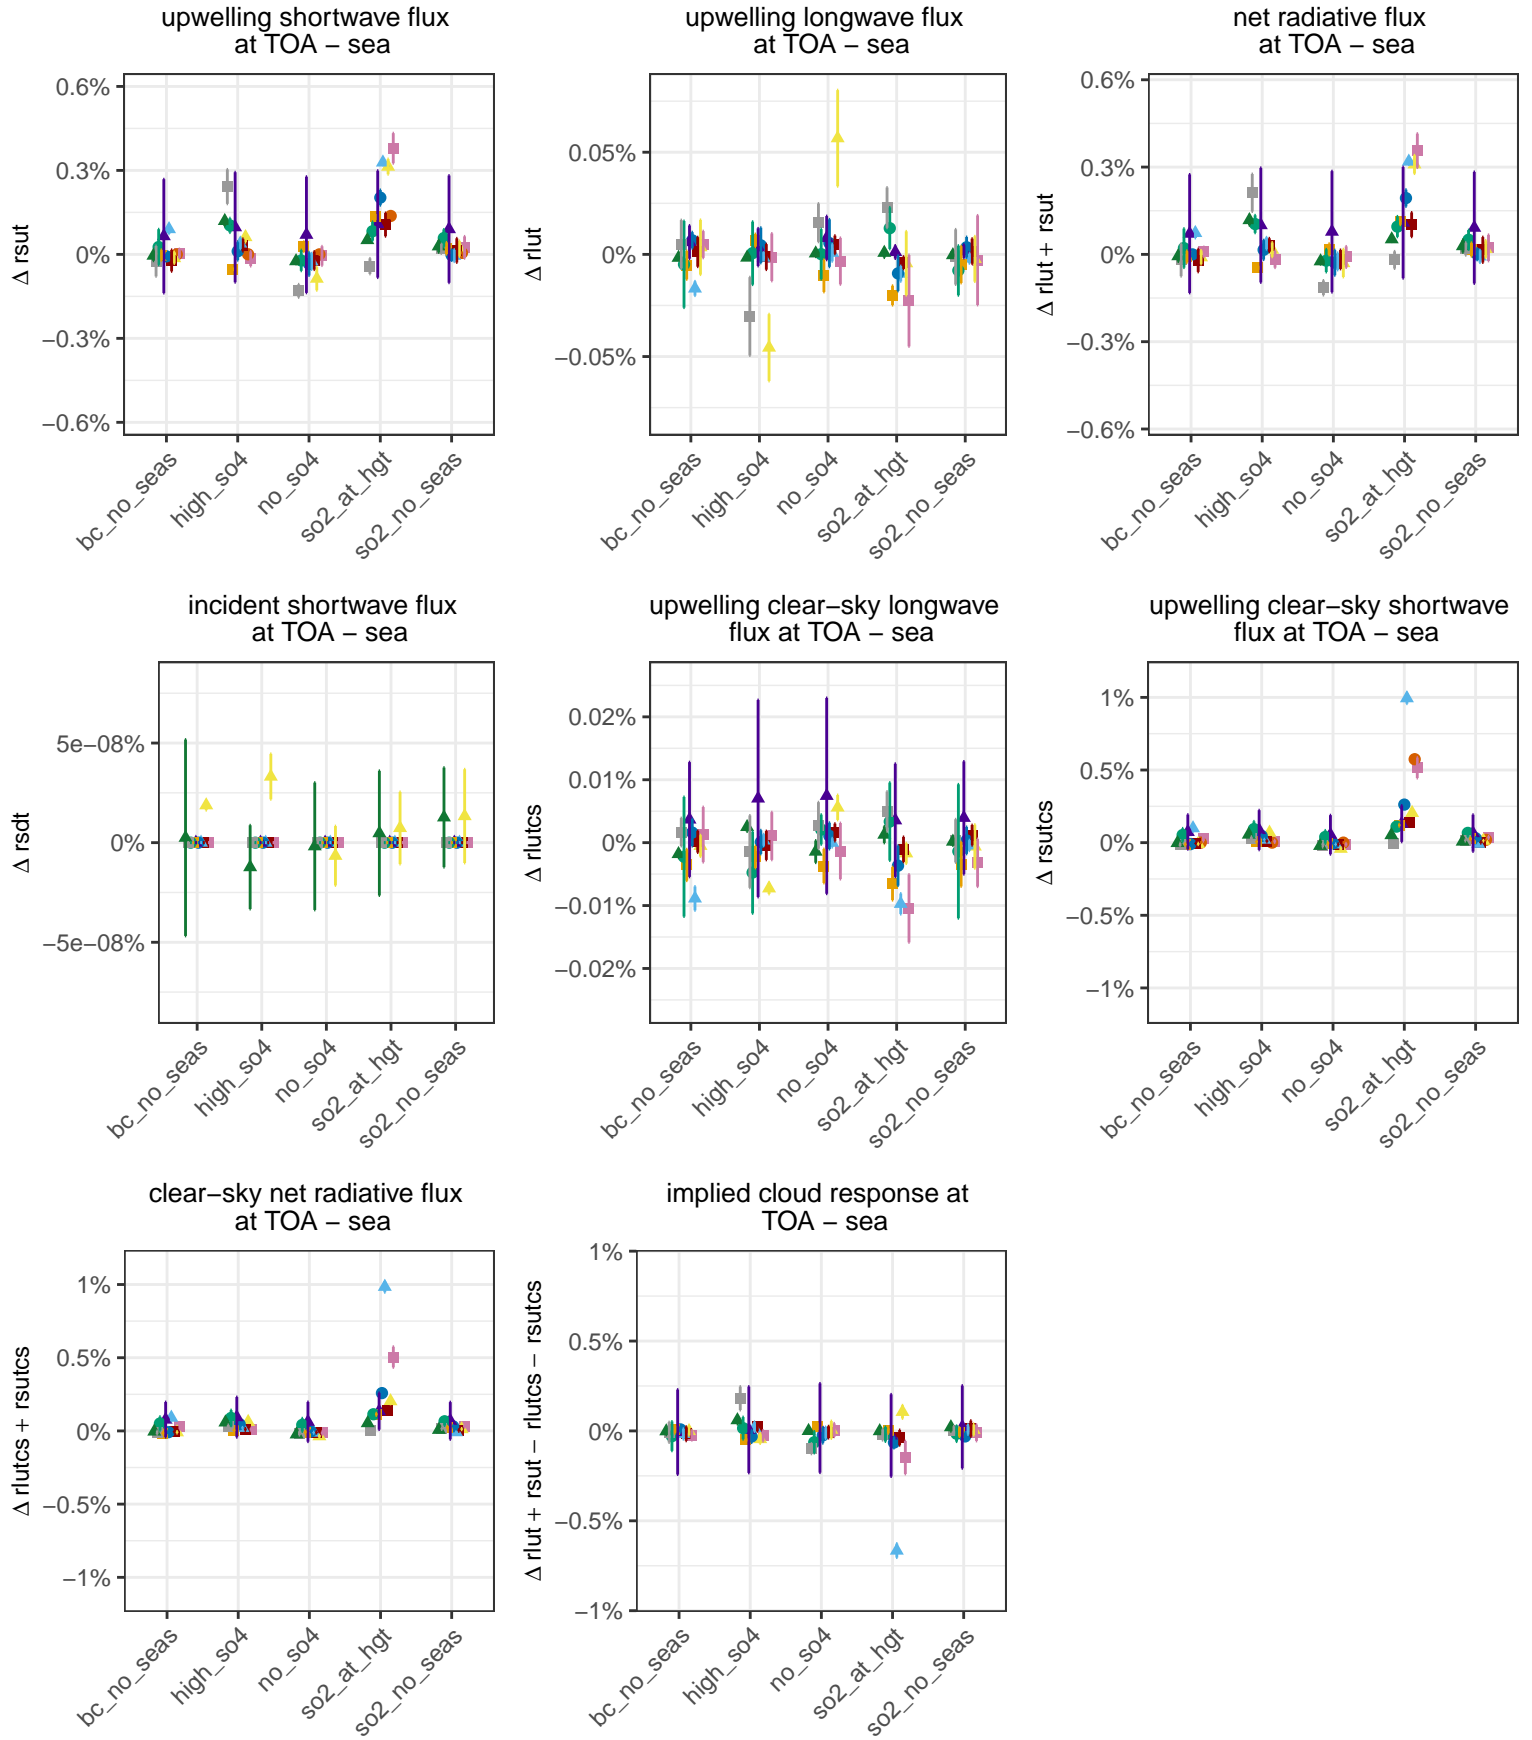 upwelling shortwave flux
at TOA − sea
Δ rsut
0.6%
0.3%
0%
−0.3%
−0.6%
bc_no_seas
high_so4
no_so4
so2_at_hgt
so2_no_seas
upwelling longwave flux
at TOA − sea
Δ rlut
0.05%
0%
−0.05%
bc_no_seas
high_so4
no_so4
so2_at_hgt
so2_no_seas
net radiative flux
at TOA − sea
Δ rlut + rsut
0.6%
0.3%
0%
−0.3%
−0.6%
bc_no_seas
high_so4
no_so4
so2_at_hgt
so2_no_seas
incident shortwave flux
at TOA − sea
Δ rsdt
5e−08%
0%
−5e−08%
bc_no_seas
high_so4
no_so4
so2_at_hgt
so2_no_seas
upwelling clear−sky longwave
flux at TOA − sea
Δ rlutcs
0.02%
0.01%
0%
−0.01%
−0.02%
bc_no_seas
high_so4
no_so4
so2_at_hgt
so2_no_seas
upwelling clear−sky shortwave
flux at TOA − sea
Δ rsutcs
1%
0.5%
0%
−0.5%
−1%
bc_no_seas
high_so4
no_so4
so2_at_hgt
so2_no_seas
clear−sky net radiative flux
at TOA − sea
Δ rlutcs + rsutcs
1%
0.5%
0%
−0.5%
−1%
bc_no_seas
high_so4
no_so4
so2_at_hgt
so2_no_seas
implied cloud response at
TOA − sea
Δ rlut + rsut − rlutcs − rsutcs
1%
0.5%
0%
−0.5%
−1%
bc_no_seas
high_so4
no_so4
so2_at_hgt
so2_no_seas